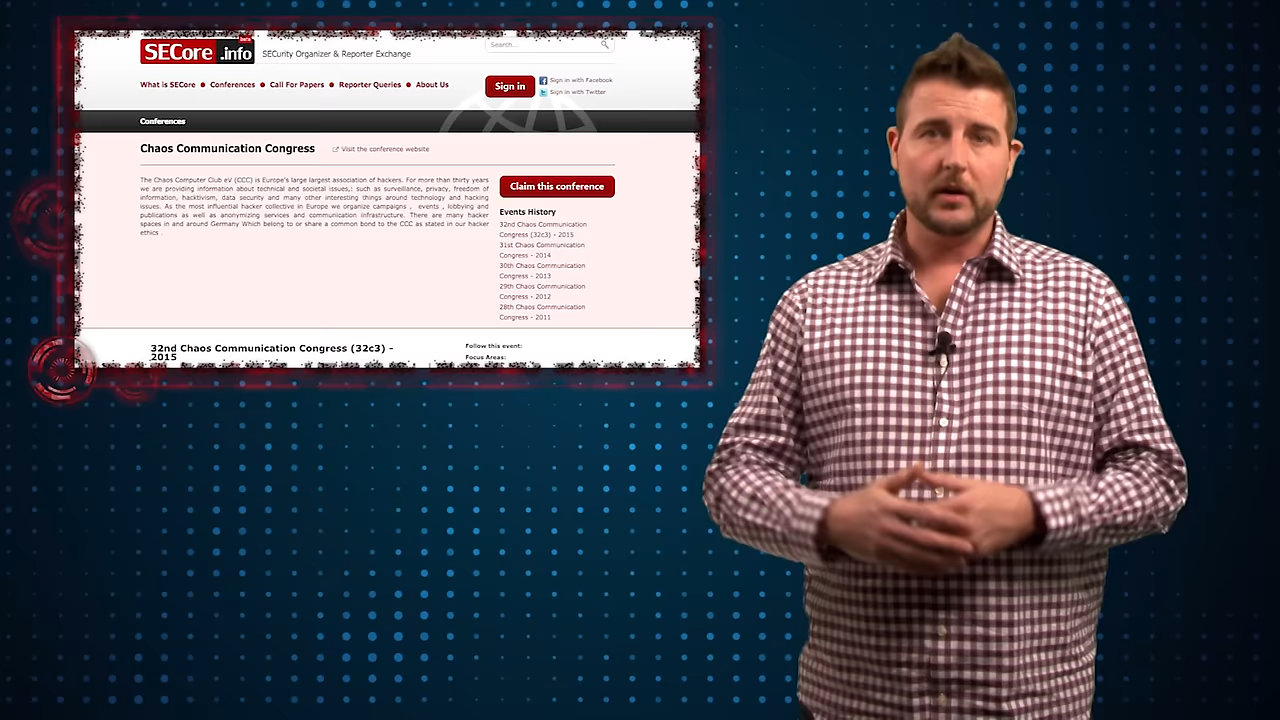 SECore.info beta
SECurity Organizer & Reporter Exchange
Search...
What is SECore ● Conferences ● Call For Papers ● Reporter Queries ● About Us
Sign in
Sign in with Facebook
Sign in with Twitter
Conferences
Chaos Communication Congress
Visit the conference website
The Chaos Computer Club eV (CCC) is Europe's large largest association of hackers. For more than thirty years
we are providing information about technical and societal issues,: such as surveillance, privacy, freedom of
information, hacktivism, data security and many other interesting things around technology and hacking
issues. As the most influential hacker collective in Europe we organize campaigns , events , lobbying and
publications as well as anonymizing services and communication infrastructure. There are many hacker
spaces in and around Germany Which belong to or share a common bond to the CCC as stated in our hacker
ethics .
Claim this conference
Events History
32nd Chaos Communication
Congress (32c3) - 2015
31st Chaos Communication
Congress - 2014
30th Chaos Communication
Congress - 2013
29th Chaos Communication
Congress - 2012
28th Chaos Communication
Congress - 2011
32nd Chaos Communication Congress (32c3) -
2015
Follow this event:
Focus Areas: